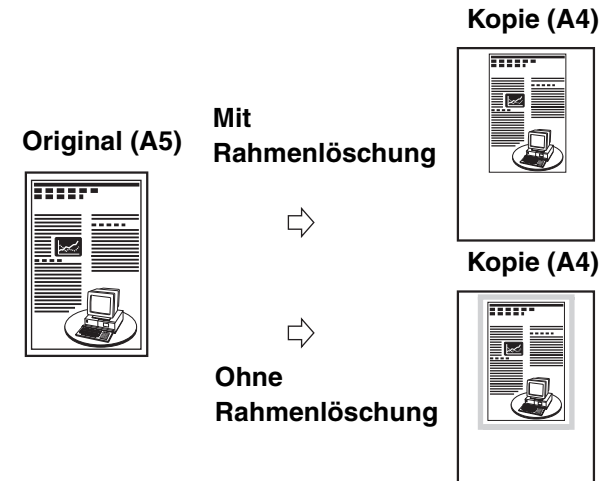 Kopie (A4)
Original (A5)
Mit
Rahmenlöschung
Kopie (A4)
Ohne
Rahmenlöschung